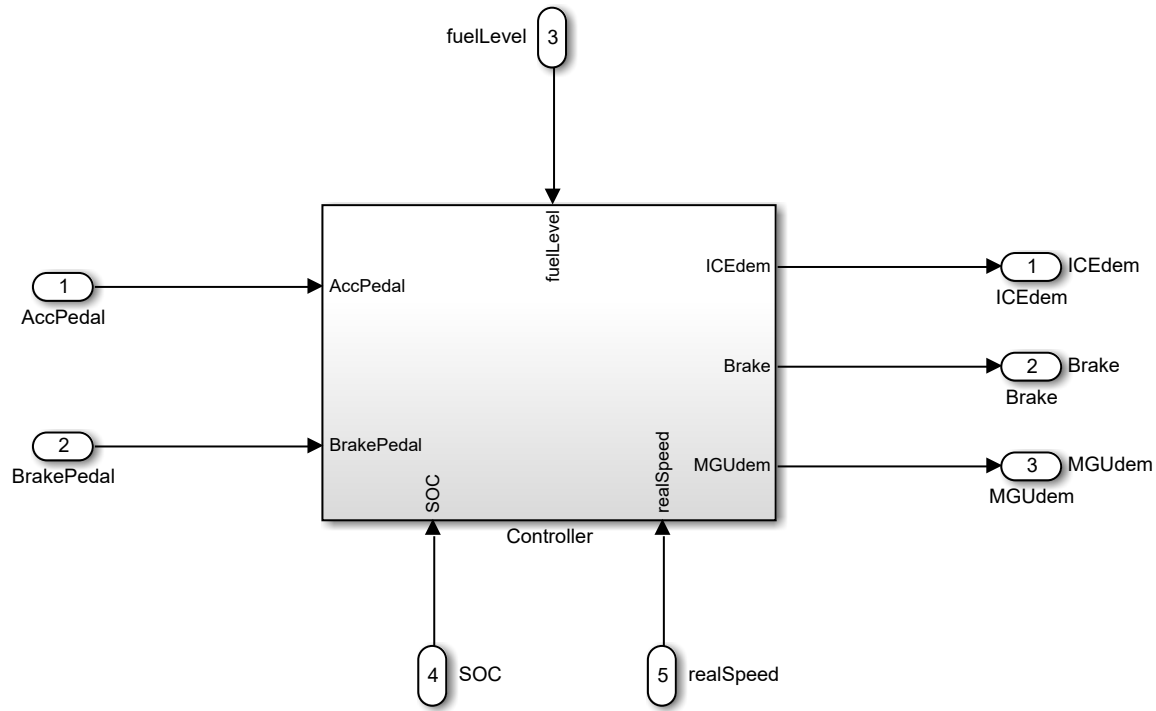 fuelLevel
3
fuelLevel
ICEdem
1
ICEdem
ICEdem
1
AccPedal
AccPedal
Brake
2
Brake
Brake
2
BrakePedal
BrakePedal
SOC
realSpeed
MGUdem
3
MGUdem
MGUdem
Controller
4
SOC
5
realSpeed